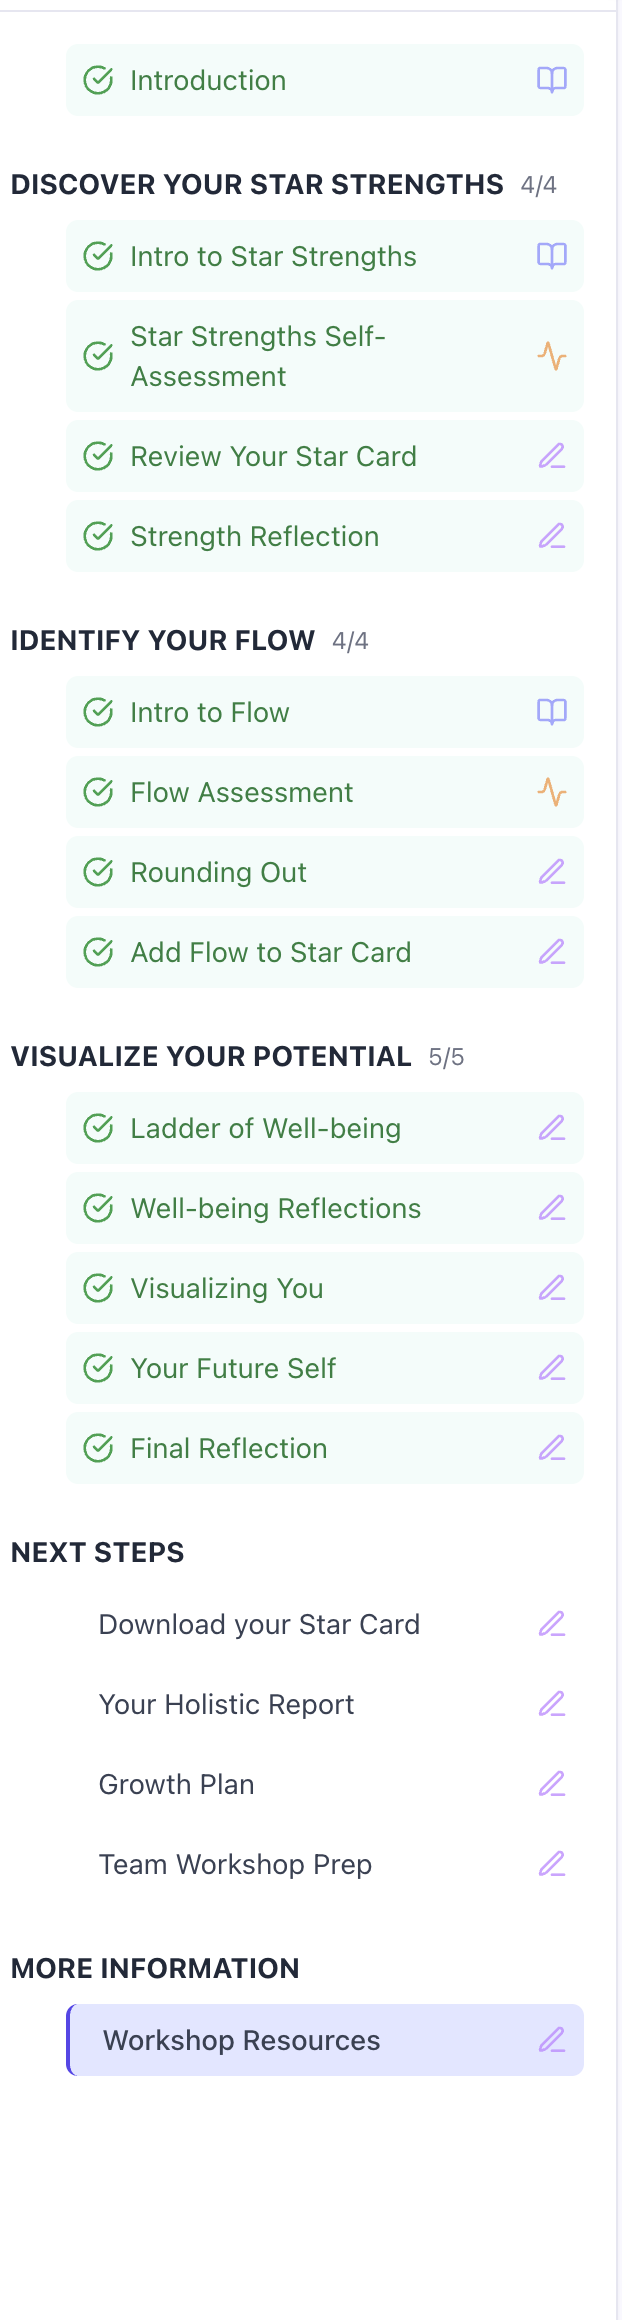 Introduction
DISCOVER YOUR STAR STRENGTHS 4/4
Intro to Star Strengths
Star Strengths Self-
Assessment
Review Your Star Card
Strength Reflection
IDENTIFY YOUR FLOW 4/4
Intro to Flow
Flow Assessment
Rounding Out
Add Flow to Star Card
VISUALIZE YOUR POTENTIAL 5/5
Ladder of Well-being
Well-being Reflections
Visualizing You
Your Future Self
Final Reflection
NEXT STEPS
Download your Star Card
Your Holistic Report
Growth Plan
Team Workshop Prep
MORE INFORMATION
Workshop Resources